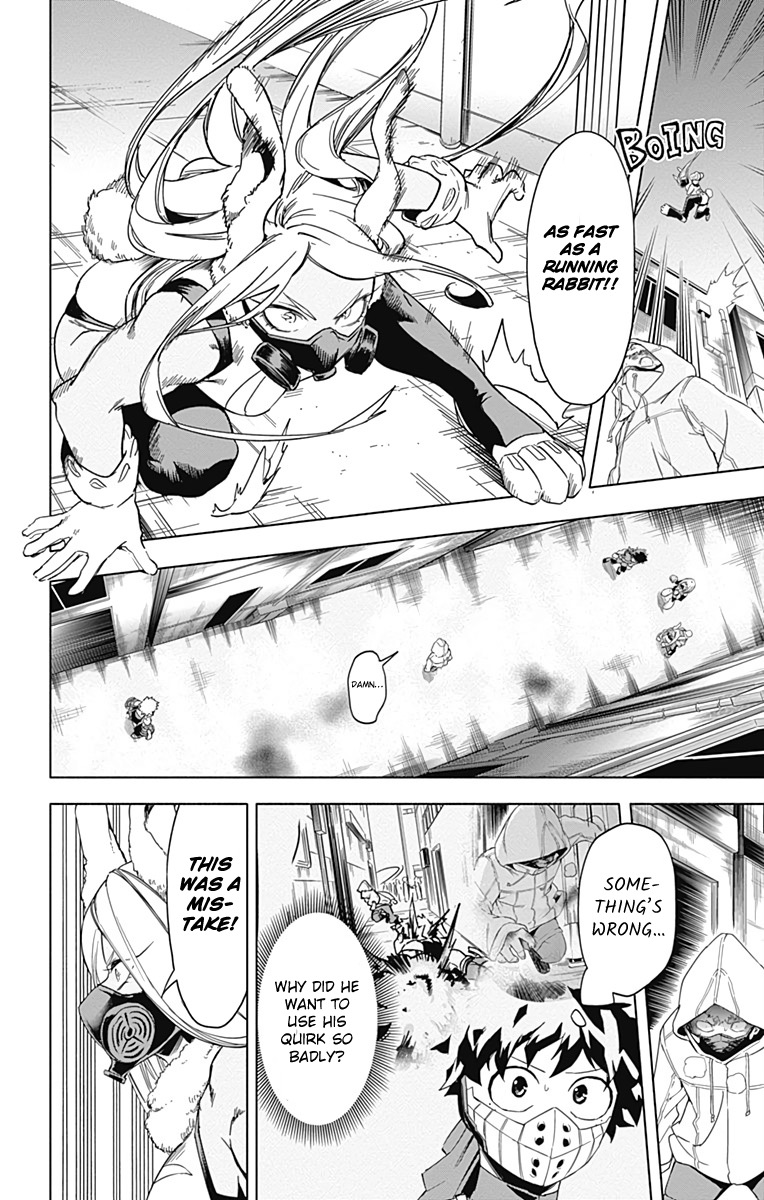 BOING
AS FAST
AS A
RUNNING
RABBIT!!
DAMN...
SOME-
THING'S
WRONG...
WHY DID HE
WANT TO
USE HIS
QUIRK SO
BADLY?
THIS
WAS A
MIS-
TAKE!